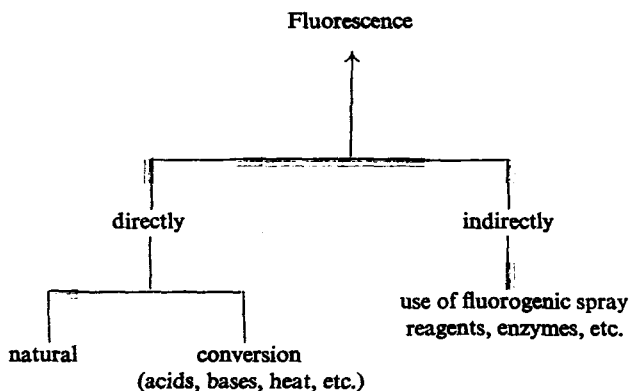 Fluorescence
directly
indirectly
natural
conversion
(acids, bases, heat, etc.)
use of fluorogenic spray
reagents, enzymes, etc.